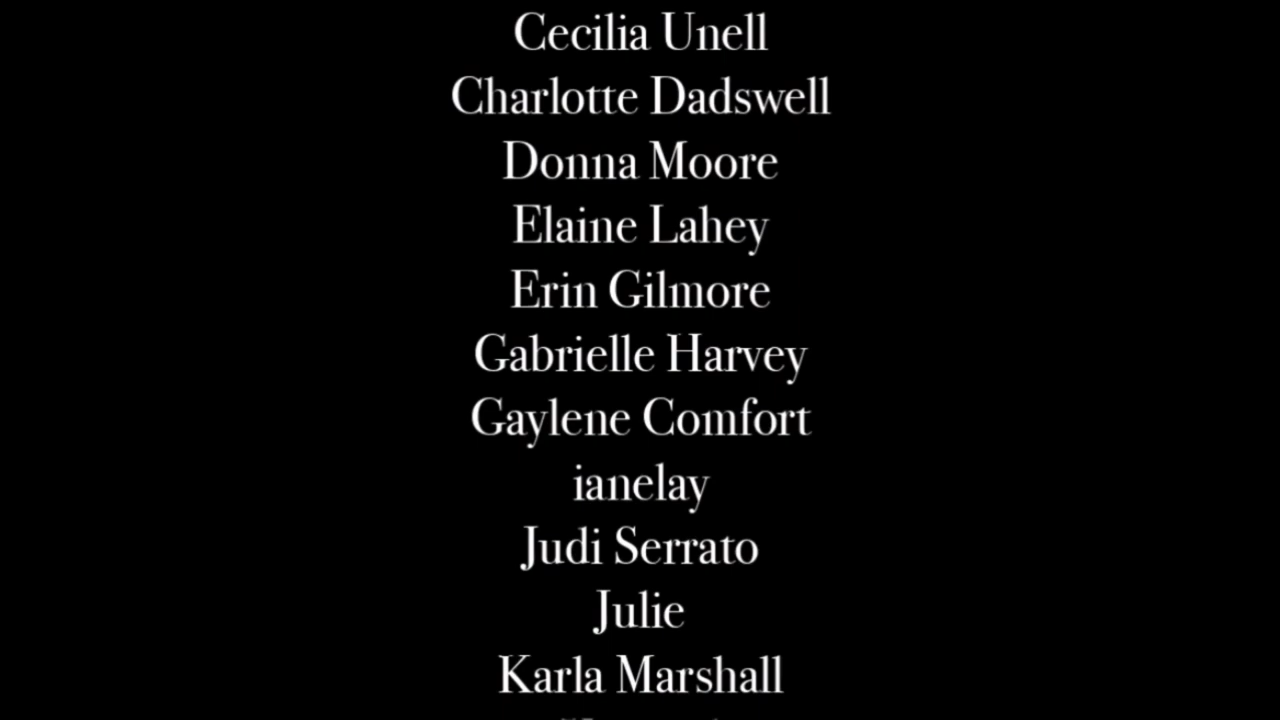 Cecilia Unell
Charlotte Dadswell
Donna Moore
Elaine Lahey
Erin Gilmore
Gabrielle Harvey
Gaylene Comfort
ianelay
Judi Serrato
Julie
Karla Marshall